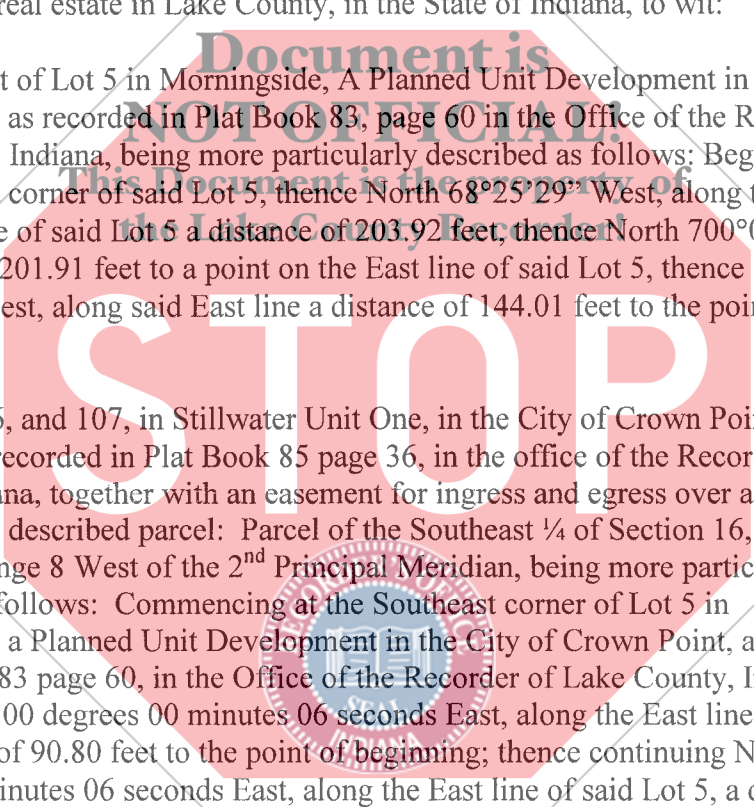 real estate in Lake County, in the State of Indiana, to wit:
Document is
t of Lot 5 in Morningside, A Planned Unit Development in
NOT OFFICIAL!
as recorded in Plat Book 83, page 60 in the Office of the R
Indiana, being more particularly described as follows: Beg
This Document is the property of
corner of said Lot 5, thence North 68°25'29” West, along t
the Lake County Recorder!
e of said Lot 5 a distance of 203.92 feet, thence North 700°0
201.91 feet to a point on the East line of said Lot 5, thence
est, along said East line a distance of 144.01 feet to the poin
STOP
6, and 107, in Stillwater Unit One, in the City of Crown Poi
recorded in Plat Book 85 page 36, in the office of the Recor
ana, together with an easement for ingress and egress over a
described parcel: Parcel of the Southeast ¼ of Section 16,
nge 8 West of the 2nd Principal Meridian, being more partic
follows: Commencing at the Southeast corner of Lot 5 in
a Planned Unit Development in the City of Crown Point, a
83 page 60, in the Office of the Recorder of Lake County, I
00 degrees 00 minutes 06 seconds East, along the East line
SEAL
of 90.80 feet to the point of beginning; thence continuing N
INDIANA
inutes 06 seconds East, along the East line of said Lot 5, a d